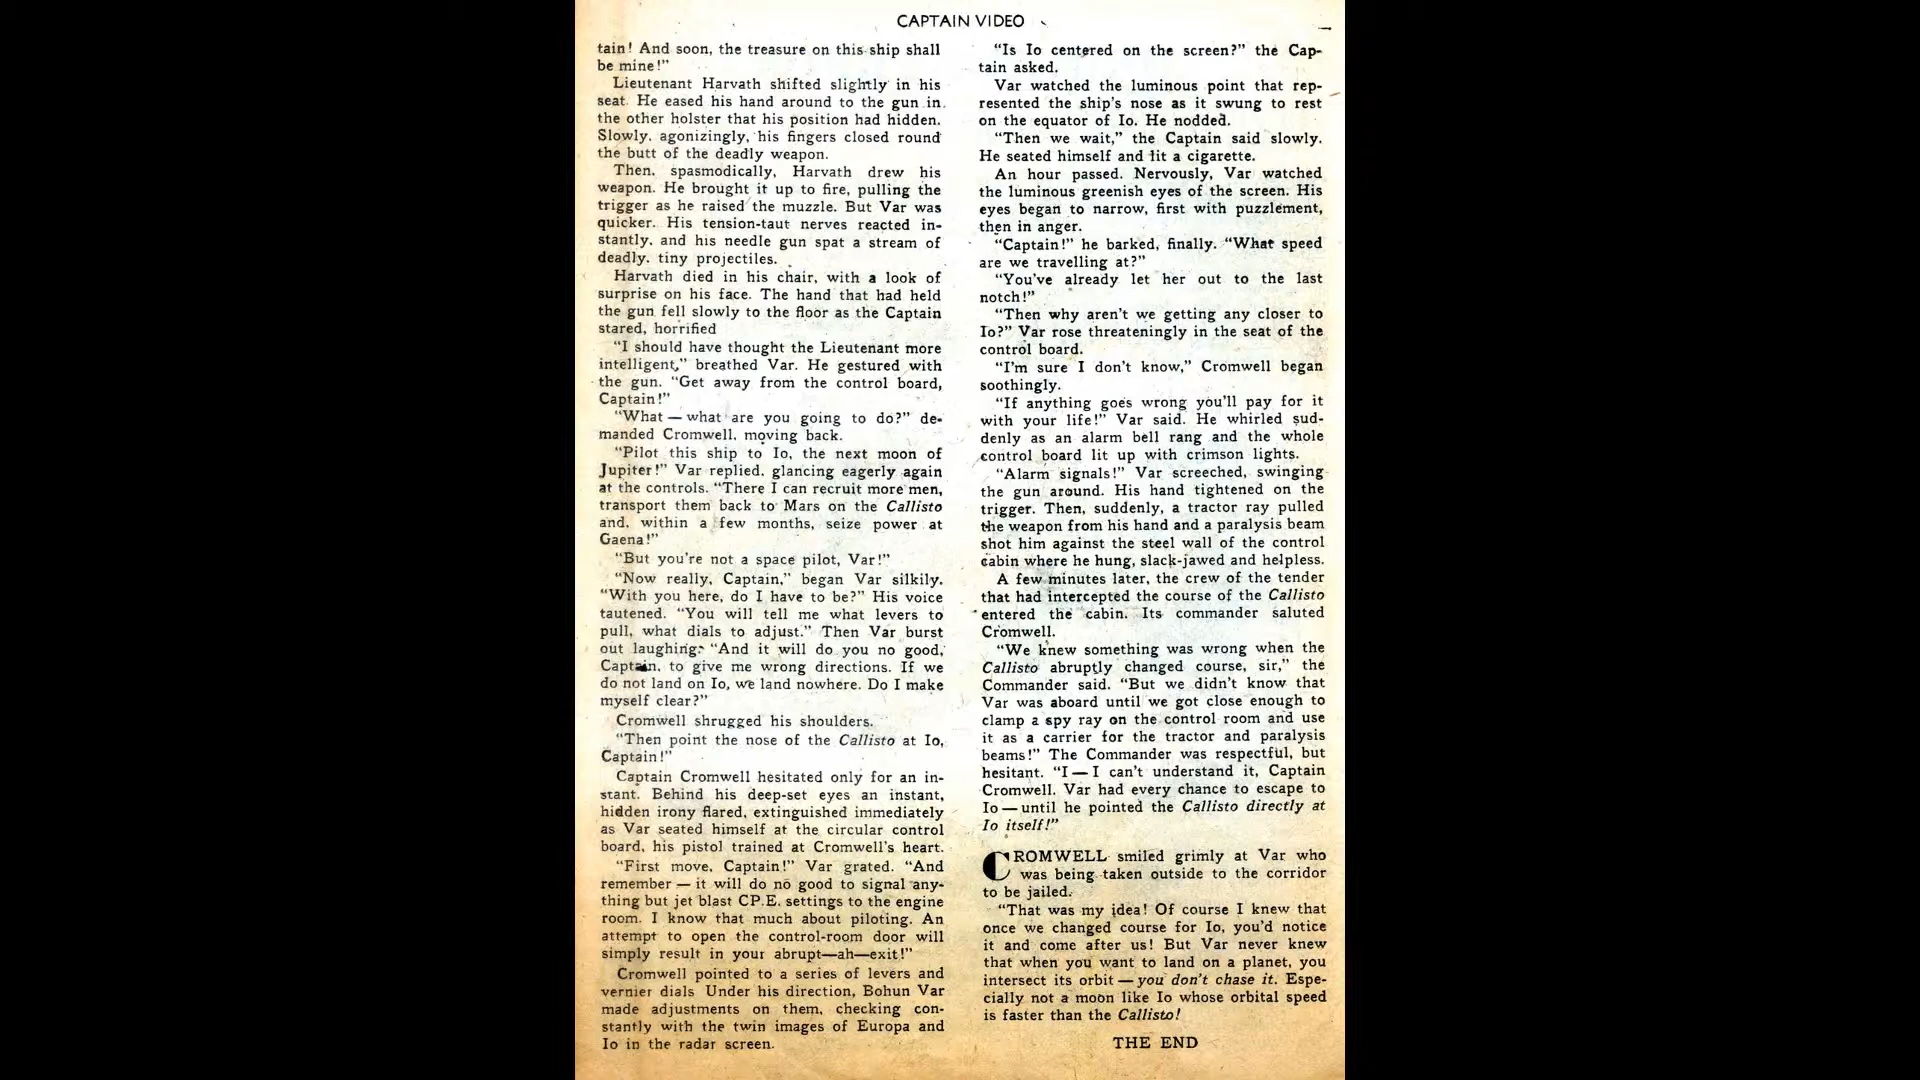 CAPTAIN VIDEO
tain! And soon, the treasure on this ship shall
be mine!"
Lieutenant Harvath shifted slightly in his
seat. He eased his hand around to the gun in
the other holster that his position had hidden.
Slowly, agonizingly, his fingers closed round
the butt of the deadly weapon.
Then, spasmodically, Harvath drew his
weapon. He brought it up to fire, pulling the
trigger as he raised the muzzle. But Var was
quicker. His tension-taut nerves reacted in-
stantly, and his needle gun spat a stream of
deadly, tiny projectiles.
Harvath died in his chair, with a look of
surprise on his face. The hand that had held
the gun fell slowly to the floor as the Captain
stared, horrified
"I should have thought the Lieutenant more
intelligent," breathed Var. He gestured with
the gun. "Get away from the control board,
Captain!"
"What — what are you going to do?" de-
manded Cromwell, moving back.
"Pilot this ship to Io, the next moon of
Jupiter!" Var replied, glancing eagerly again
at the controls. "There I can recruit more men,
transport them back to Mars on the Callisto
and, within a few months, seize power at
Gaena!"
"But you're not a space pilot, Var!"
"Now really, Captain," began Var silkily.
"With you here, do I have to be?" His voice
tautened. "You will tell me what levers to
pull, what dials to adjust." Then Var burst
out laughing. "And it will do you no good,
Captain, to give me wrong directions. If we
do not land on Io, we land nowhere. Do I make
myself clear?"
Cromwell shrugged his shoulders.
"Then point the nose of the Callisto at Io,
Captain!"
Captain Cromwell hesitated only for an in-
stant. Behind his deep-set eyes an instant,
hidden irony flared, extinguished immediately
as Var seated himself at the circular control
board, his pistol trained at Cromwell's heart.
"First move, Captain!" Var grated. "And
remember — it will do no good to signal any-
thing but jet blast CP.E. settings to the engine
room. I know that much about piloting. An
attempt to open the control-room door will
simply result in your abrupt—ah—exit!"
Cromwell pointed to a series of levers and
vernier dials Under his direction, Bohun Var
made adjustments on them, checking con-
stantly with the twin images of Europa and
Io in the radar screen.
"Is Io centered on the screen?" the Cap-
tain asked.
Var watched the luminous point that rep-
resented the ship's nose as it swung to rest
on the equator of Io. He nodded.
"Then we wait," the Captain said slowly.
He seated himself and lit a cigarette.
An hour passed. Nervously, Var watched
the luminous greenish eyes of the screen. His
eyes began to narrow, first with puzzlement,
then in anger.
"Captain!" he barked, finally. "What speed
are we travelling at?"
"You've already let her out to the last
notch!"
"Then why aren't we getting any closer to
Io?" Var rose threateningly in the seat of the
control board.
"I'm sure I don't know," Cromwell began
soothingly.
"If anything goes wrong you'll pay for it
with your life!" Var said. He whirled sud-
denly as an alarm bell rang and the whole
control board lit up with crimson lights.
"Alarm signals!" Var screeched, swinging
the gun around. His hand tightened on the
trigger. Then, suddenly, a tractor ray pulled
the weapon from his hand and a paralysis beam
shot him against the steel wall of the control
cabin where he hung, slack-jawed and helpless.
A few minutes later, the crew of the tender
that had intercepted the course of the Callisto
entered the cabin. Its commander saluted
Cromwell.
"We knew something was wrong when the
Callisto abruptly changed course, sir," the
Commander said. "But we didn't know that
Var was aboard until we got close enough to
clamp a spy ray on the control room and use
it as a carrier for the tractor and paralysis
beams!" The Commander was respectful, but
hesitant. "I — I can't understand it, Captain
Cromwell. Var had every chance to escape to
Io — until he pointed the Callisto directly at
Io itself!"
CROMWELL smiled grimly at Var who
was being taken outside to the corridor
to be jailed.
"That was my idea! Of course I knew that
once we changed course for Io, you'd notice
it and come after us! But Var never knew
that when you want to land on a planet, you
intersect its orbit — you don't chase it. Espe-
cially not a moon like Io whose orbital speed
is faster than the Callisto!
THE END